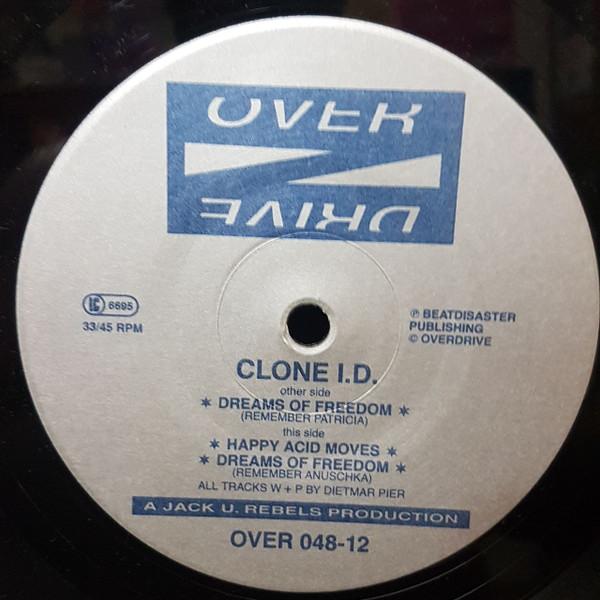 OVER
DRIVE
LC 6695
33/45 RPM
℗ BEATDISASTER
PUBLISHING
© OVERDRIVE
CLONE I.D.
other side
* DREAMS OF FREEDOM *
(REMEMBER PATRICIA)
this side
* HAPPY ACID MOVES *
* DREAMS OF FREEDOM *
(REMEMBER ANUSCHKA)
ALL TRACKS W + P BY DIETMAR PIER
A JACK U. REBELS PRODUCTION
OVER 048-12